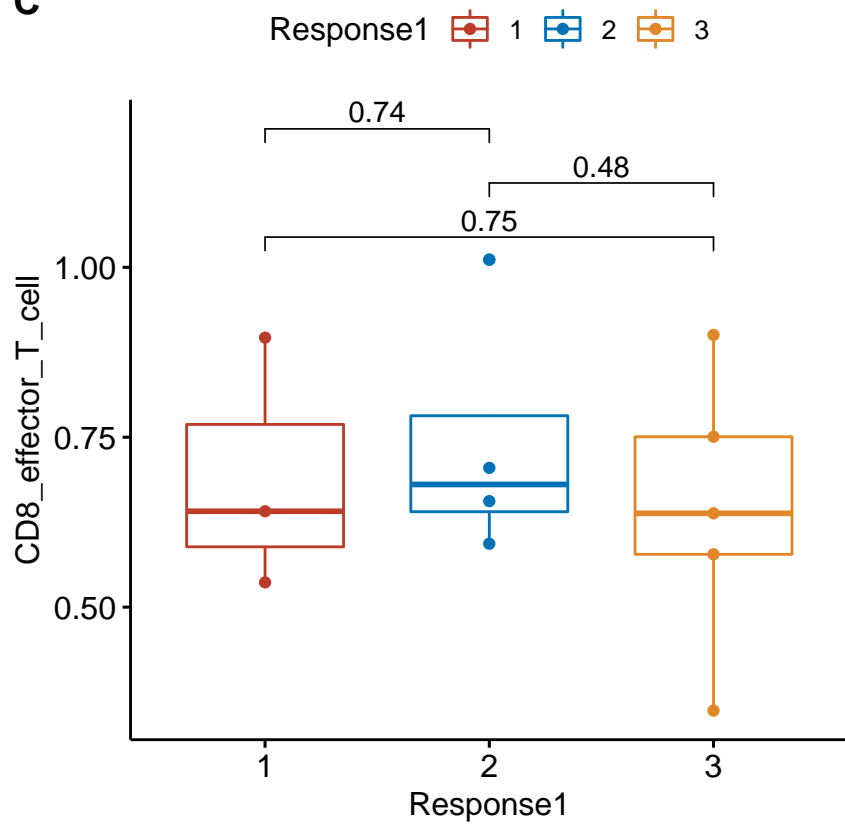 C
Response1 1 2 3
0.74
0.48
0.75
1.00
0.75
0.50
CD8_effector_T_cell
1 2 3
Response1